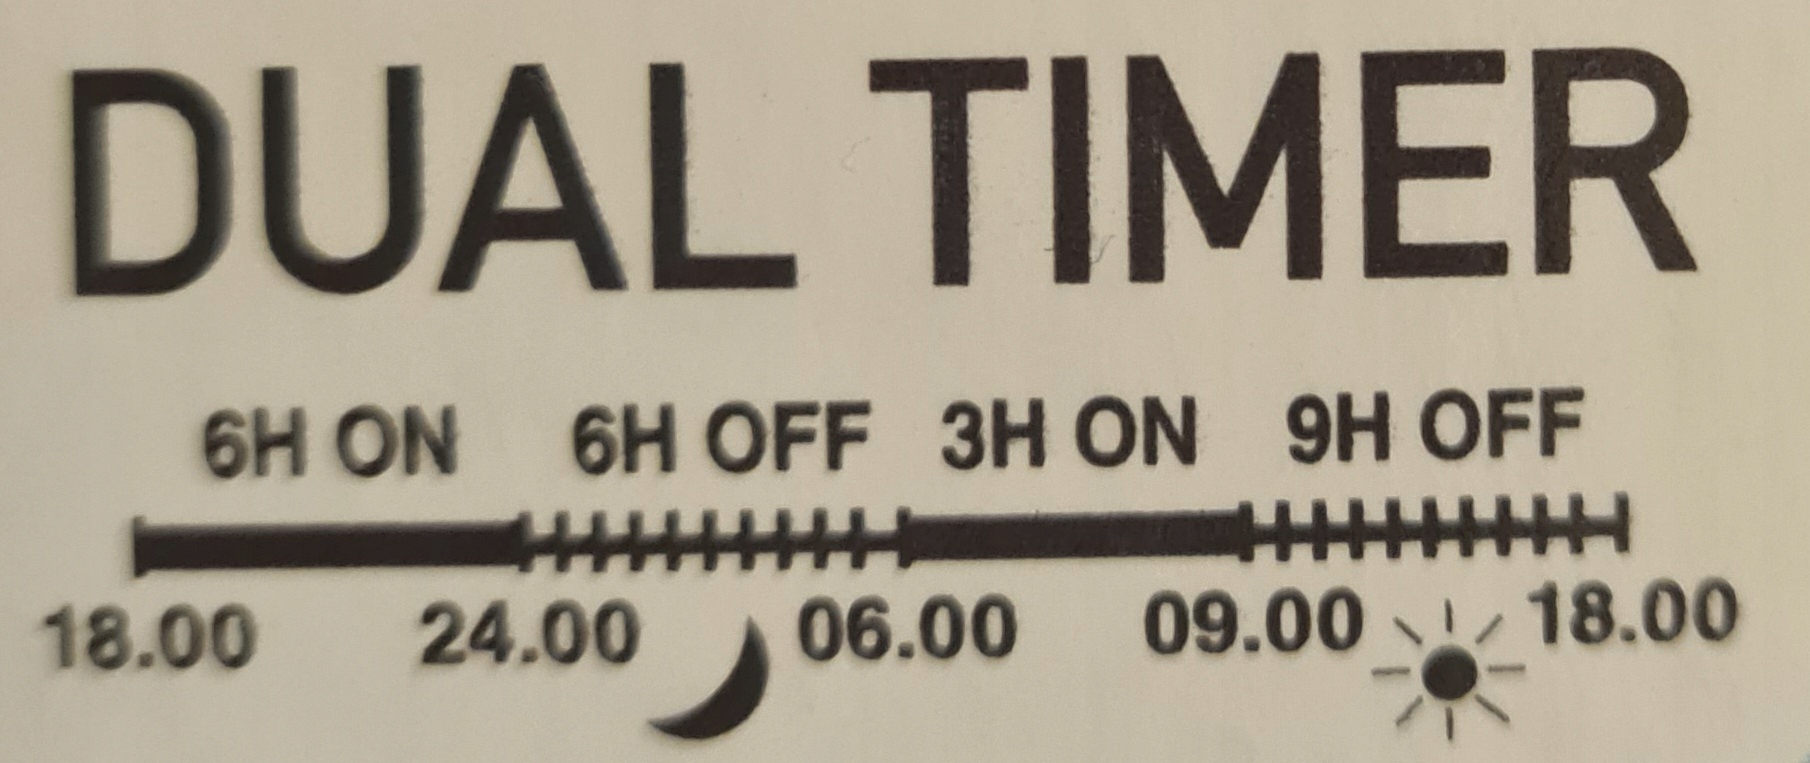 DUAL TIMER
6H ON 6H OFF 3H ON 9H OFF
18.00 24.00 06.00 09.00 18.00